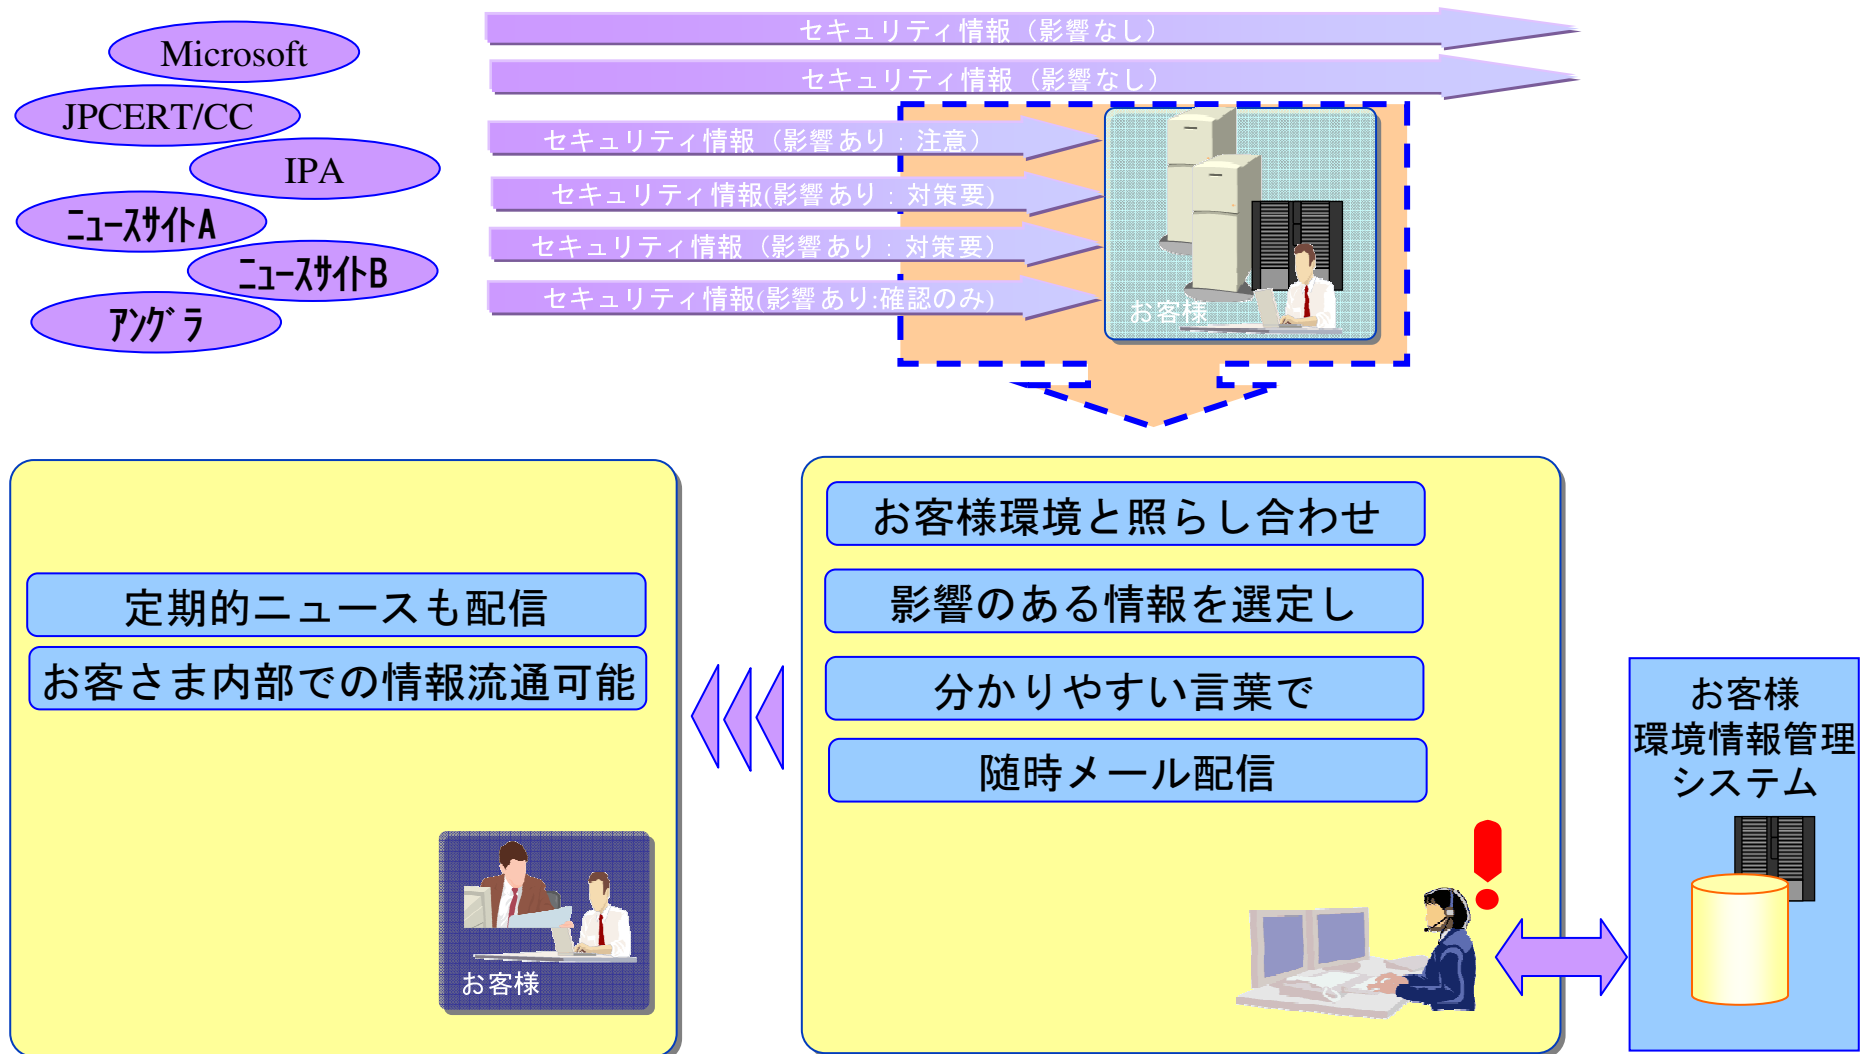 Microsoft
JPCERT/CC
IPA
ﾆｭｰｽｻｲﾄA
ﾆｭｰｽｻｲﾄB
ｱﾝｸﾞﾗ
セキュリティ情報（影響なし）
セキュリティ情報（影響なし）
セキュリティ情報（影響あり：注意）
セキュリティ情報(影響あり：対策要)
セキュリティ情報（影響あり：対策要）
セキュリティ情報(影響あり:確認のみ)
お客様
定期的ニュースも配信
お客さま内部での情報流通可能
お客様
お客様環境と照らし合わせ
影響のある情報を選定し
分かりやすい言葉で
随時メール配信
お客様
環境情報管理
システム